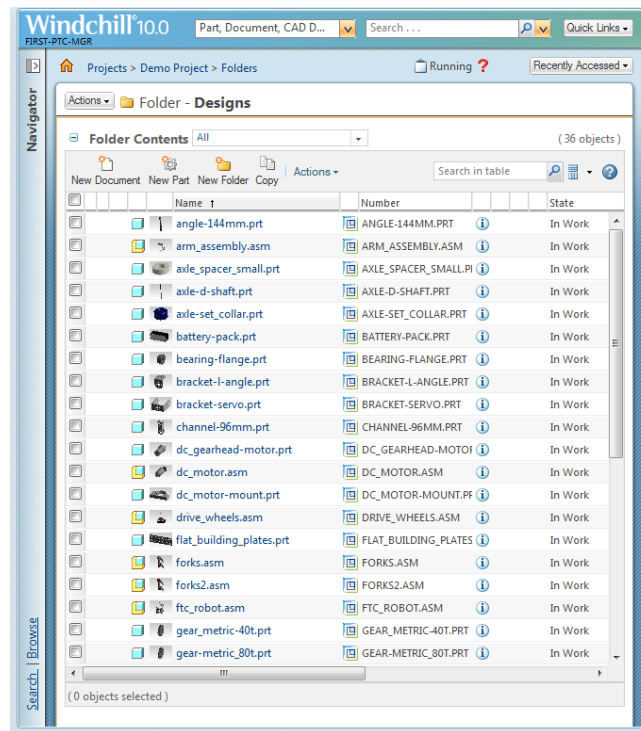 Windchill® 10.0 Part, Document, CAD D... Search . . . Quick Links
FIRST-PTC-MGR
Projects > Demo Project > Folders Running ? Recently Accessed
Navigator
Actions Folder - Designs
Folder Contents All (36 objects)
New Document New Part New Folder Copy Actions Search in table
Name Number State
angle-144mm.prt ANGLE-144MM.PRT In Work
arm_assembly.asm ARM_ASSEMBLY.ASM In Work
axle_spacer_small.prt AXLE_SPACER_SMALL.PI In Work
axle-d-shaft.prt AXLE-D-SHAFT.PRT In Work
axle-set_collar.prt AXLE-SET_COLLAR.PRT In Work
battery-pack.prt BATTERY-PACK.PRT In Work
bearing-flange.prt BEARING-FLANGE.PRT In Work
bracket-l-angle.prt BRACKET-L-ANGLE.PRT In Work
bracket-servo.prt BRACKET-SERVO.PRT In Work
channel-96mm.prt CHANNEL-96MM.PRT In Work
dc_gearhead-motor.prt DC_GEARHEAD-MOTOF In Work
dc_motor.asm DC_MOTOR.ASM In Work
dc_motor-mount.prt DC_MOTOR-MOUNT.PF In Work
drive_wheels.asm DRIVE_WHEELS.ASM In Work
flat_building_plates.prt FLAT_BUILDING_PLATES In Work
forks.asm FORKS.ASM In Work
forks2.asm FORKS2.ASM In Work
ftc_robot.asm FTC_ROBOT.ASM In Work
gear_metric-40t.prt GEAR_METRIC-40T.PRT In Work
gear-metric_80t.prt GEAR-METRIC_80T.PRT In Work
(0 objects selected)
Search | Browse